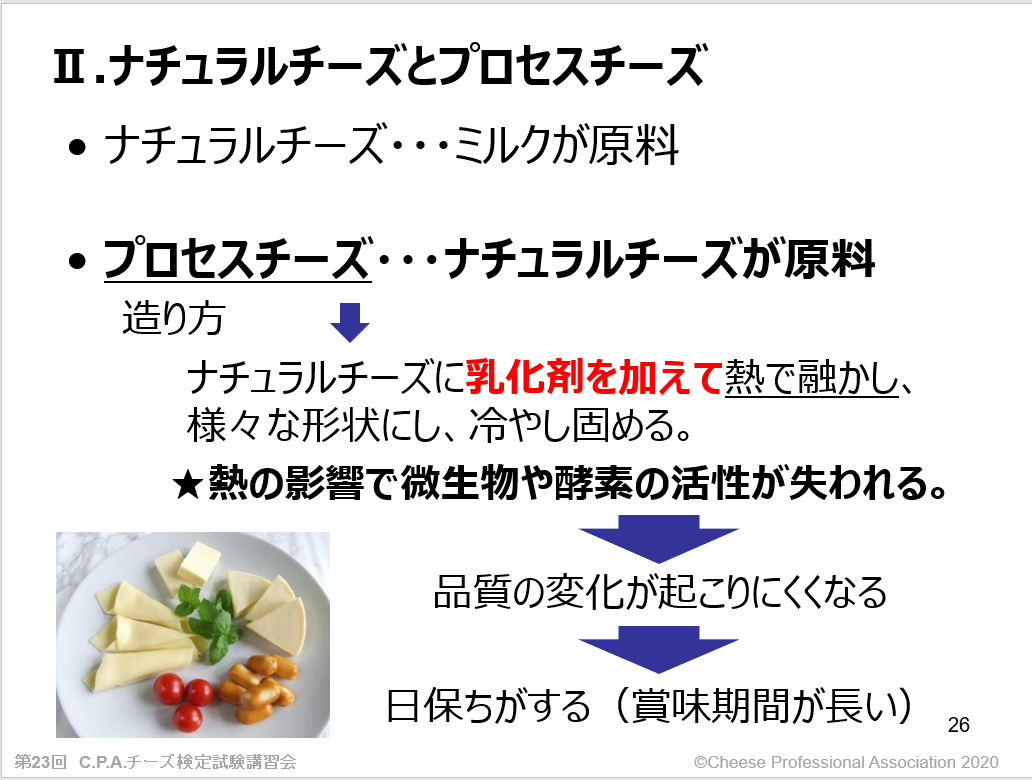 Ⅱ.ナチュラルチーズとプロセスチーズ
• ナチュラルチーズ・・・ミルクが原料
• プロセスチーズ・・・ナチュラルチーズが原料
造り方
ナチュラルチーズに乳化剤を加えて熱で融かし、
様々な形状にし、冷やし固める。
★熱の影響で微生物や酵素の活性が失われる。
品質の変化が起こりにくくなる
日保ちがする（賞味期間が長い）
26
第23回 C.P.A.チーズ検定試験講習会
©Cheese Professional Association 2020